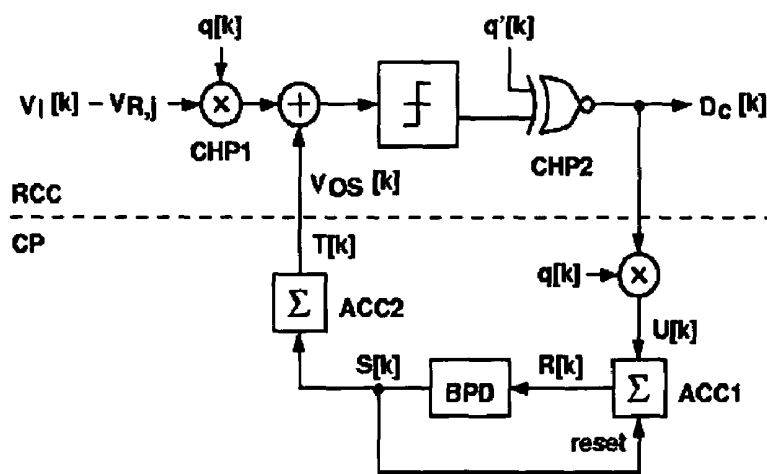 q[k]
q'[k]
V_I [k] – V_R,j
D_C [k]
CHP1
CHP2
V_OS [k]
RCC
CP
T[k]
q[k]
Σ
ACC2
U[k]
S[k]
R[k]
BPD
Σ
ACC1
reset